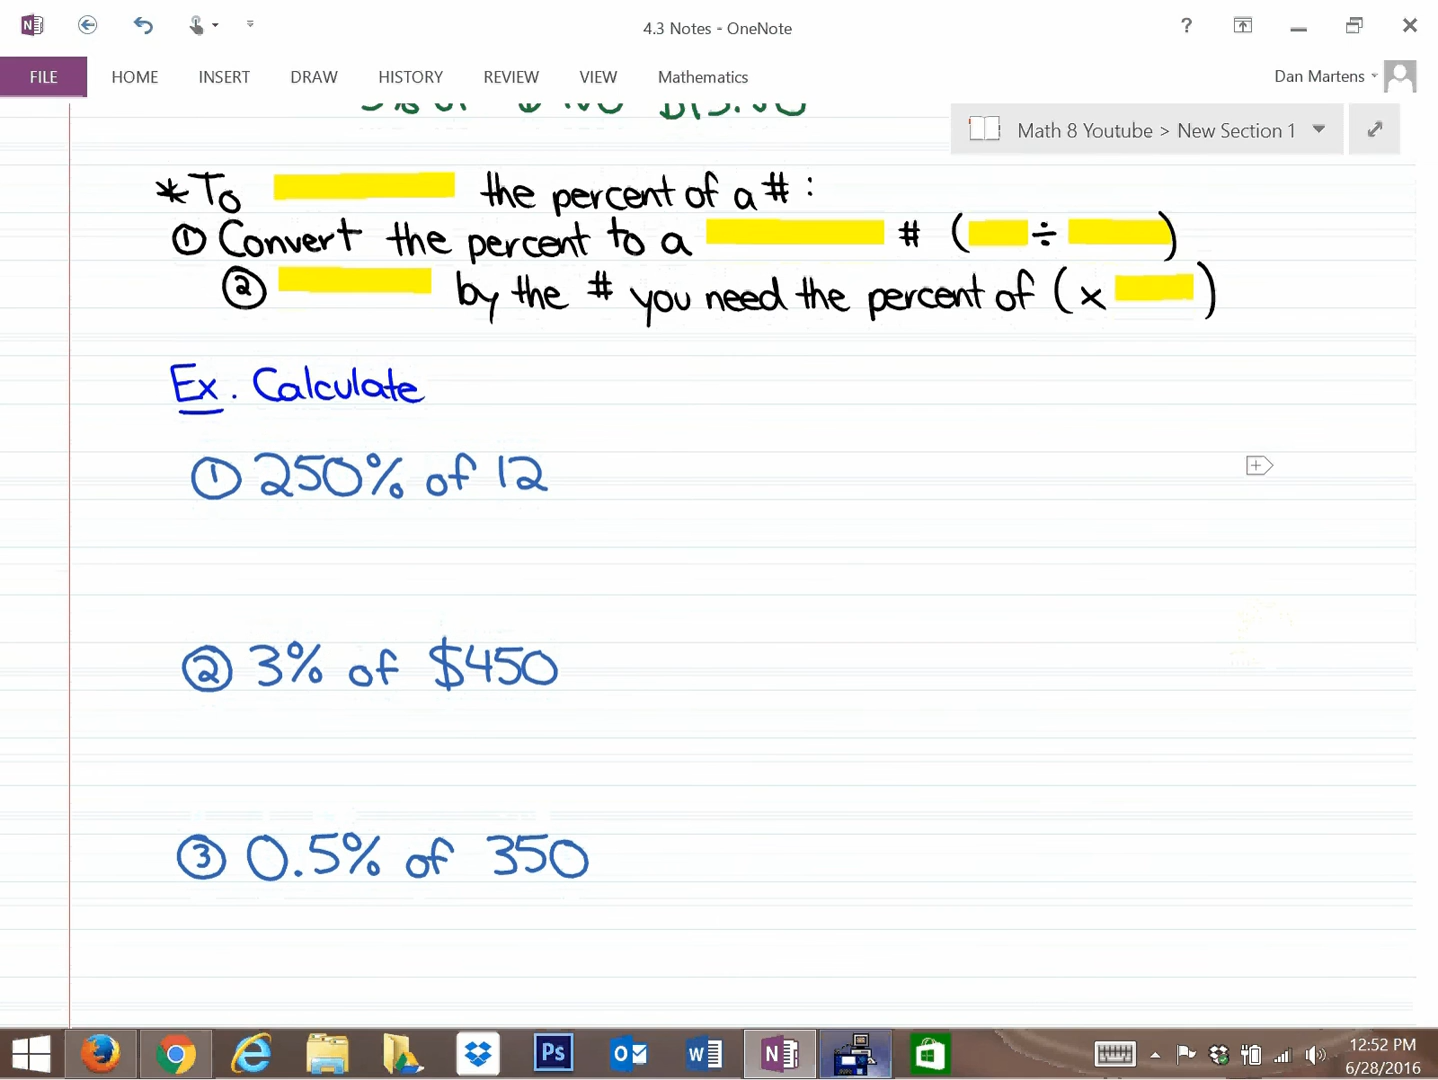 4.3 Notes - OneNote
?
FILE HOME INSERT DRAW HISTORY REVIEW VIEW Mathematics
Dan Martens
Math 8 Youtube > New Section 1
*To the percent of a # :
① Convert the percent to a # ( ÷ )
② by the # you need the percent of ( x )
Ex. Calculate
① 250% of 12
② 3% of $450
③ 0.5% of 350
12:52 PM
6/28/2016